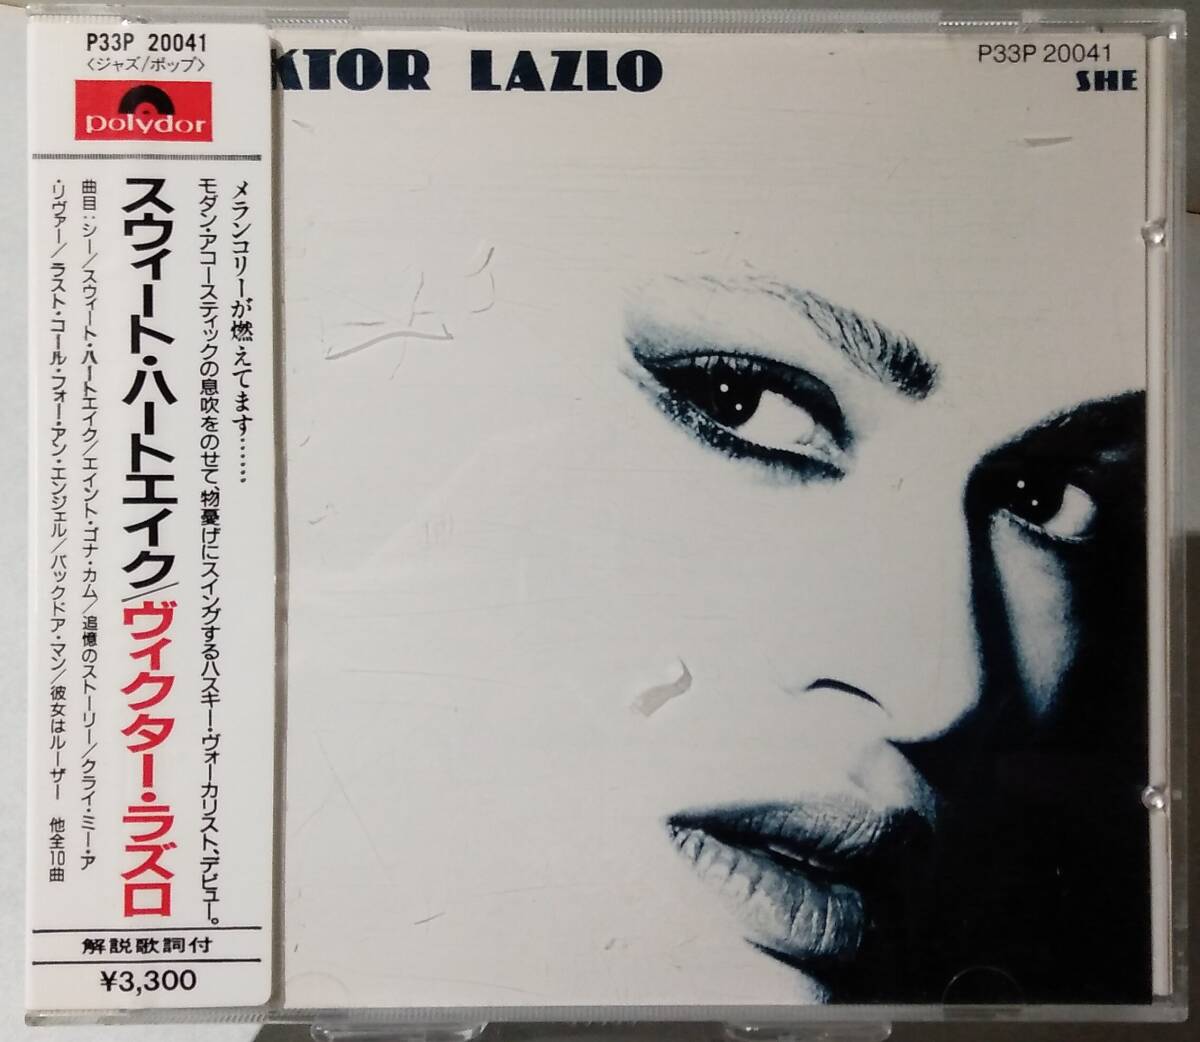 P33P 20041
〈ジャズ/ポップ〉
polydor
メランコリーが燃えてます……
モダン・アコースティックの息吹をのせて、物憂げにスイングするハスキー・ヴォーカリスト、デビュー。
スウィート・ハートエイク/ヴィクター・ラズロ
曲目:シー/スウィート・ハートエイク/エイント・ゴナ・カム/追憶のストーリー/クライ・ミー・ア
・リヴァー/ラスト・コール・フォー・アン・エンジェル/バックドア・マン/彼女はルーザー 他全10曲
解説歌詞付
¥3,300
KTOR LAZLO
P33P 20041
SHE